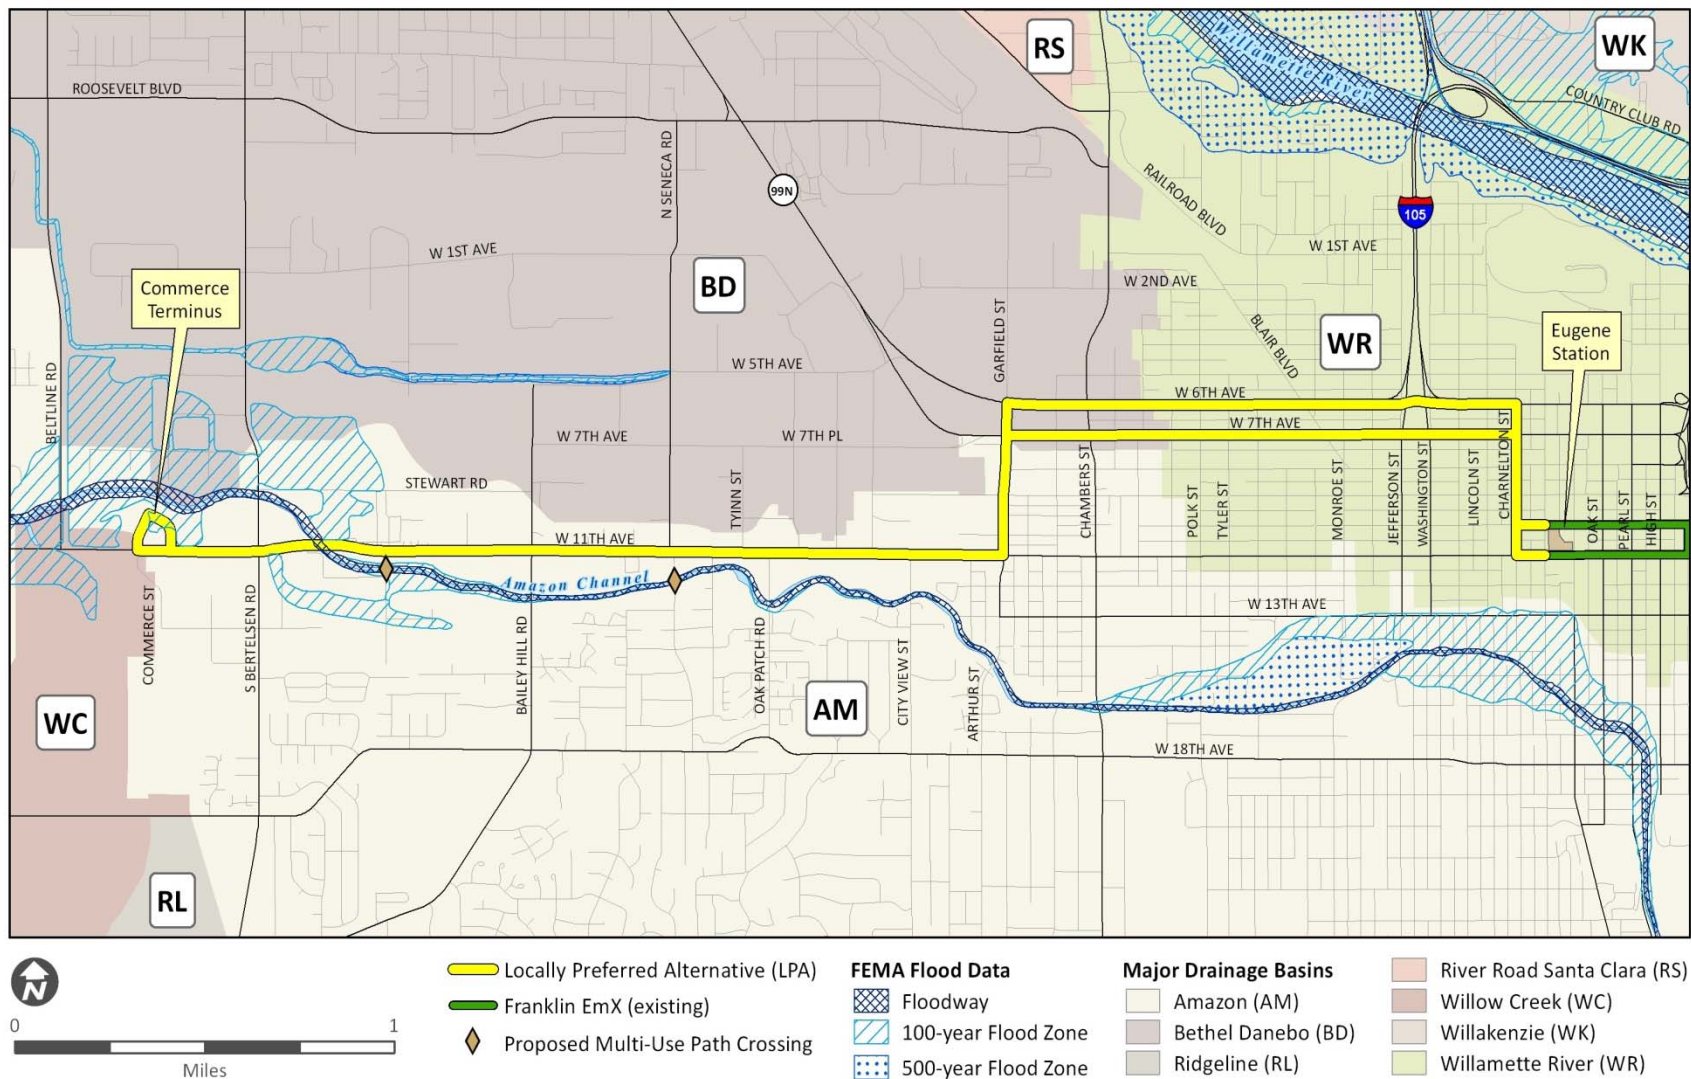 RS
WK
Willamette River
COUNTRY CLUB RD
ROOSEVELT BLVD
N SENECA RD
99N
RAILROAD BLVD
105
W 1ST AVE
W 1ST AVE
Commerce
Terminus
BD
W 2ND AVE
GARFIELD ST
BLAIR BLVD
WR
Eugene
Station
BELTLINE RD
W 5TH AVE
W 6TH AVE
W 7TH AVE
W 7TH AVE
W 7TH PL
CHARNELTON ST
STEWART RD
TYINN ST
CHAMBERS ST
POLK ST
TYLER ST
MONROE ST
JEFFERSON ST
WASHINGTON ST
LINCOLN ST
OAK ST
PEARL ST
HIGH ST
W 11TH AVE
Amazon Channel
COMMERCE ST
S BERTELSEN RD
BAILEY HILL RD
OAK PATCH RD
CITY VIEW ST
ARTHUR ST
W 13TH AVE
WC
AM
W 18TH AVE
RL
N
0
1
Miles
Locally Preferred Alternative (LPA)
Franklin EmX (existing)
Proposed Multi-Use Path Crossing
FEMA Flood Data
Floodway
100-year Flood Zone
500-year Flood Zone
Major Drainage Basins
Amazon (AM)
Bethel Danebo (BD)
Ridgeline (RL)
River Road Santa Clara (RS)
Willow Creek (WC)
Willakenzie (WK)
Willamette River (WR)